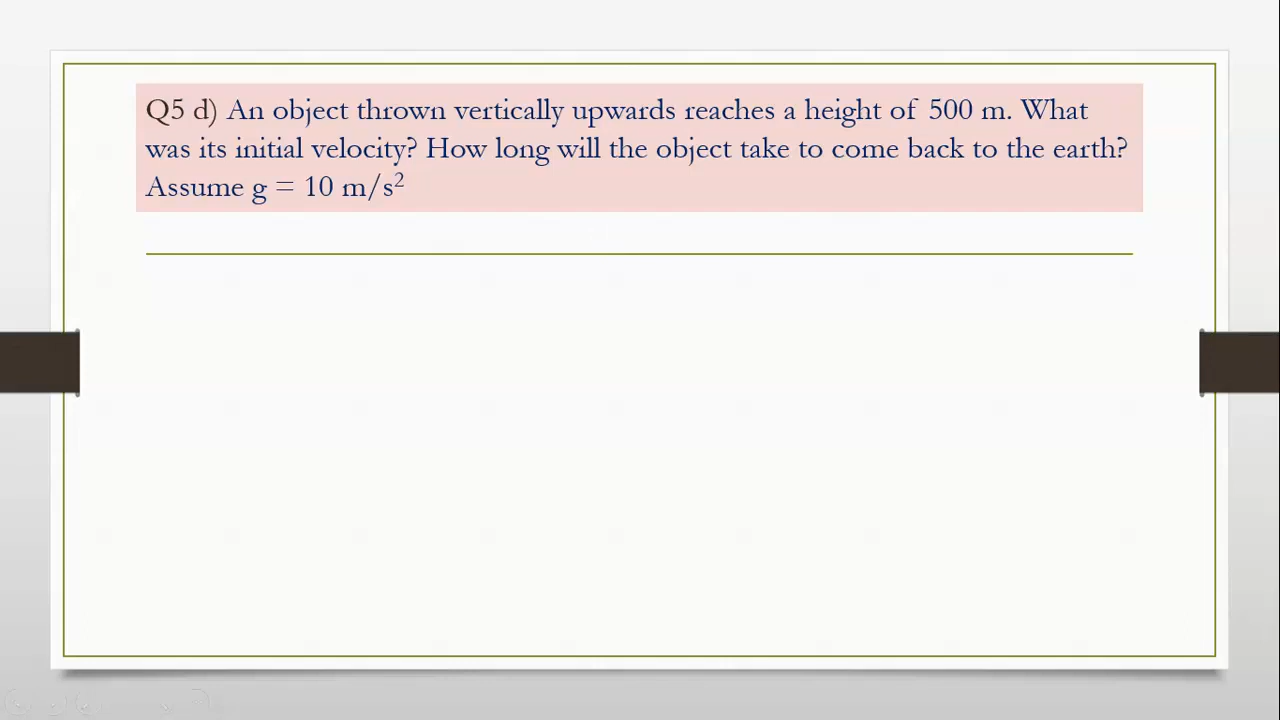 Q5 d) An object thrown vertically upwards reaches a height of 500 m. What
was its initial velocity? How long will the object take to come back to the earth?
Assume g = 10 m/s²